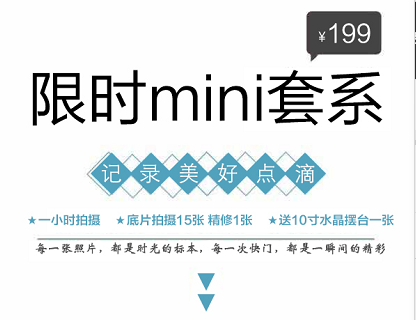 ¥199
限时mini套系
记录美好点滴
★一小时拍摄 ★底片拍摄15张 精修1张 ★送10寸水晶摆台一张
每一张照片，都是时光的标本，每一次快门，都是一瞬间的精彩